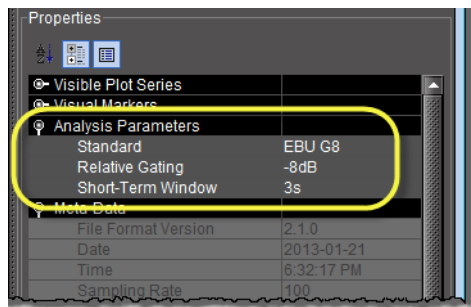 Properties
Visible Plot Series
Visual Markers
Analysis Parameters
Standard EBU G8
Relative Gating -8dB
Short-Term Window 3s
Meta Data
File Format Version 2.1.0
Date 2013-01-21
Time 6:32:17 PM
Sampling Rate 100